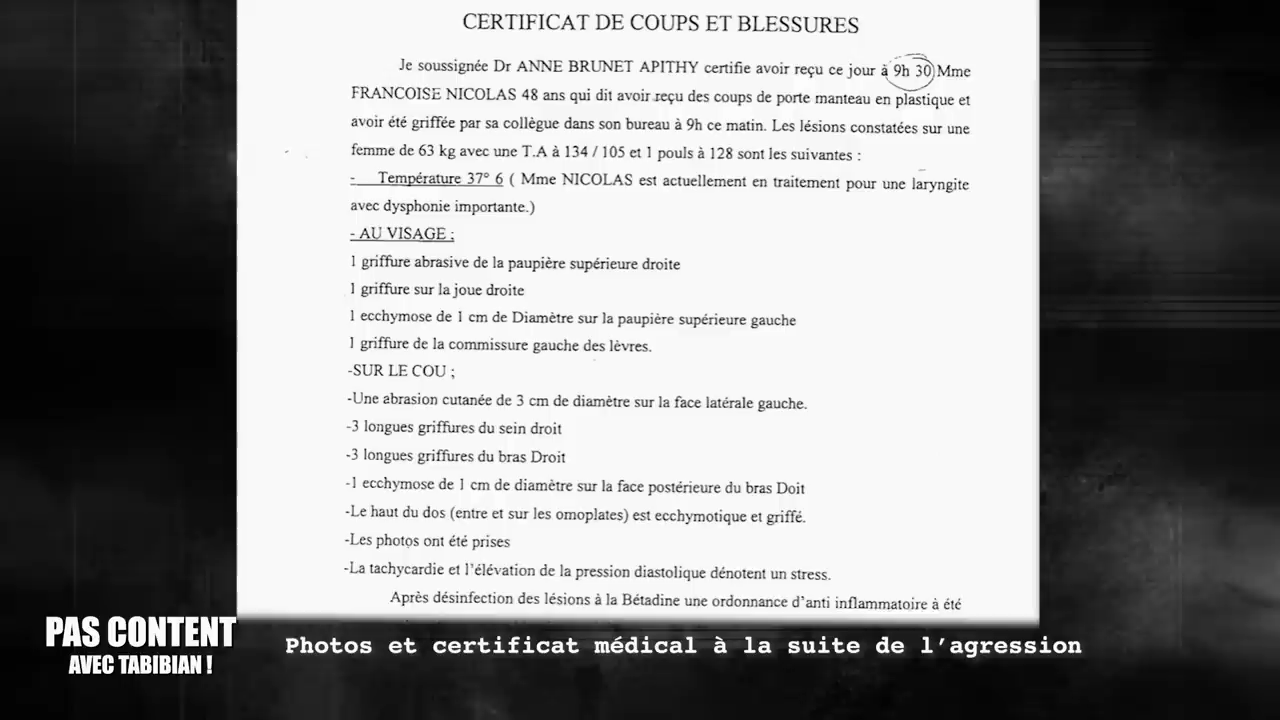 CERTIFICAT DE COUPS ET BLESSURES
Je soussignée Dr ANNE BRUNET APITHY certifie avoir reçu ce jour à 9h 30 Mme
FRANCOISE NICOLAS 48 ans qui dit avoir reçu des coups de porte manteau en plastique et
avoir été griffée par sa collègue dans son bureau à 9h ce matin. Les lésions constatées sur une
femme de 63 kg avec une T.A à 134 / 105 et 1 pouls à 128 sont les suivantes :
- Température 37° 6 ( Mme NICOLAS est actuellement en traitement pour une laryngite
avec dysphonie importante.)
- AU VISAGE :
1 griffure abrasive de la paupière supérieure droite
1 griffure sur la joue droite
1 ecchymose de 1 cm de Diamètre sur la paupière supérieure gauche
1 griffure de la commissure gauche des lèvres.
-SUR LE COU ;
-Une abrasion cutanée de 3 cm de diamètre sur la face latérale gauche.
-3 longues griffures du sein droit
-3 longues griffures du bras Droit
-1 ecchymose de 1 cm de diamètre sur la face postérieure du bras Doit
-Le haut du dos (entre et sur les omoplates) est ecchymotique et griffé.
-Les photos ont été prises
-La tachycardie et l'élévation de la pression diastolique dénotent un stress.
Après désinfection des lésions à la Bétadine une ordonnance d'anti inflammatoire à été
PAS CONTENT
AVEC TABIBIAN !
Photos et certificat médical à la suite de l'agression